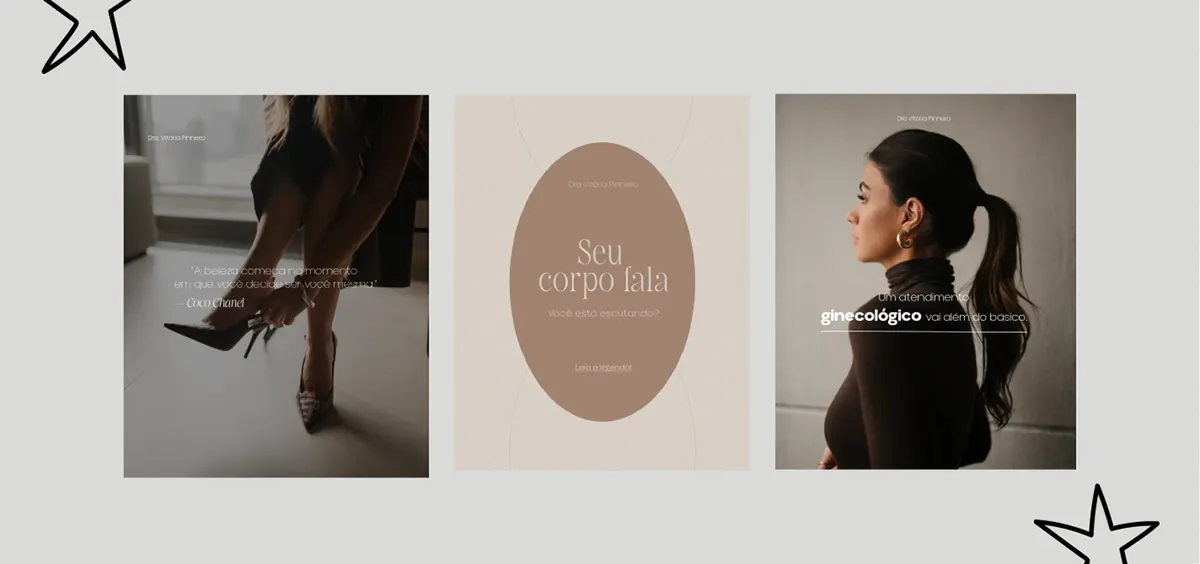 Dra. Vitória Pinheiro
"A beleza começa no momento
em que você decide ser você mesma."
— Coco Chanel
Dra Vitória Pinheiro
Seu
corpo fala
Você está escutando?
Leia a legenda!
Dra Vitória Pinheiro
Um atendimento
ginecológico vai além do básico.